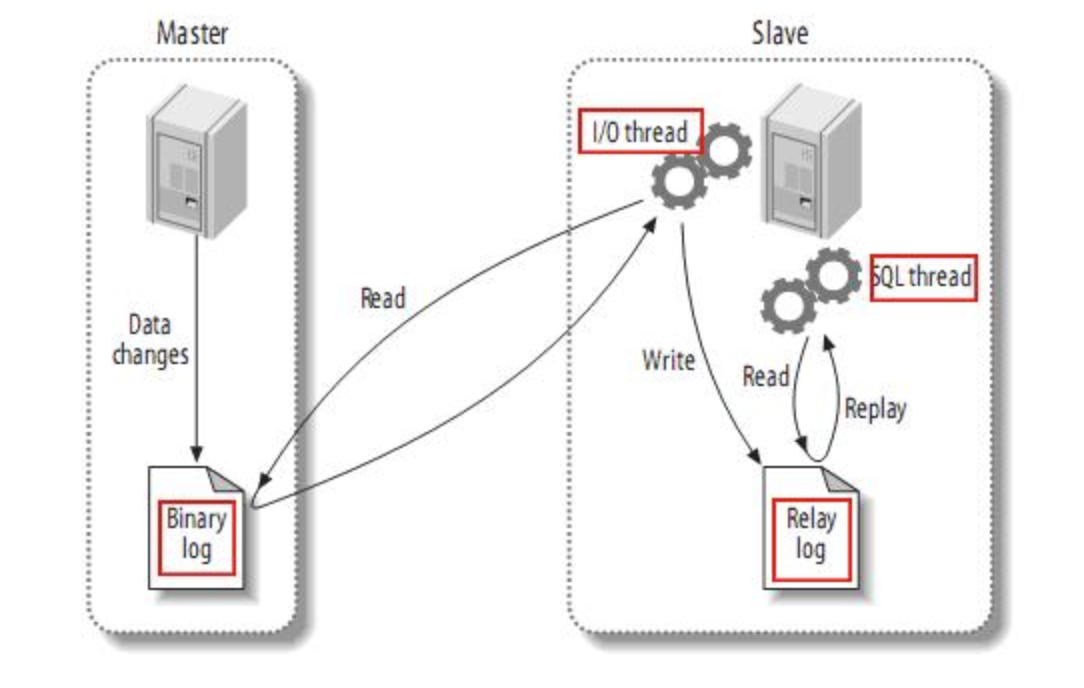 Master
Slave
I/O thread
SQL thread
Read
Data
changes
Write
Read
Replay
Binary
log
Relay
log